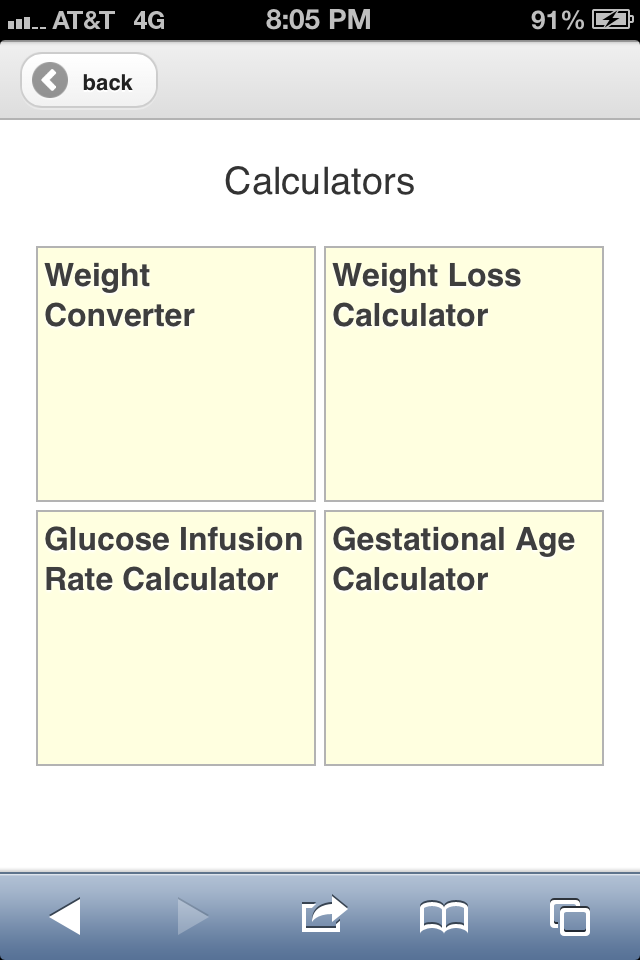 AT&T 4G 8:05 PM 91%
back
Calculators
Weight
Converter
Weight Loss
Calculator
Glucose Infusion
Rate Calculator
Gestational Age
Calculator